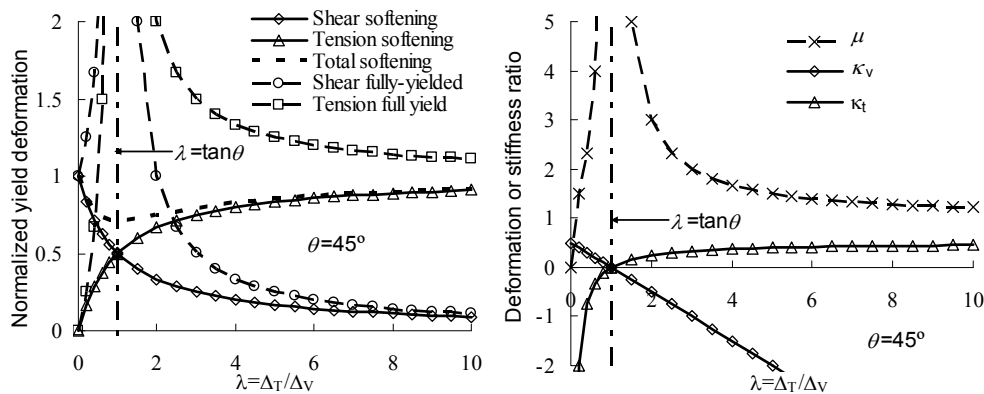 Normalized yield deformation
2
1.5
1
0.5
0
Shear softening
Tension softening
Total softening
Shear fully-yielded
Tension full yield
λ=tanθ
θ=45º
0 2 4 6 8 10
λ=ΔT/ΔV
Deformation or stiffness ratio
5
4
3
2
1
0
-1
-2
μ
κv
κt
λ=tanθ
0 2 4 6 8 10
θ=45º
λ=ΔT/ΔV